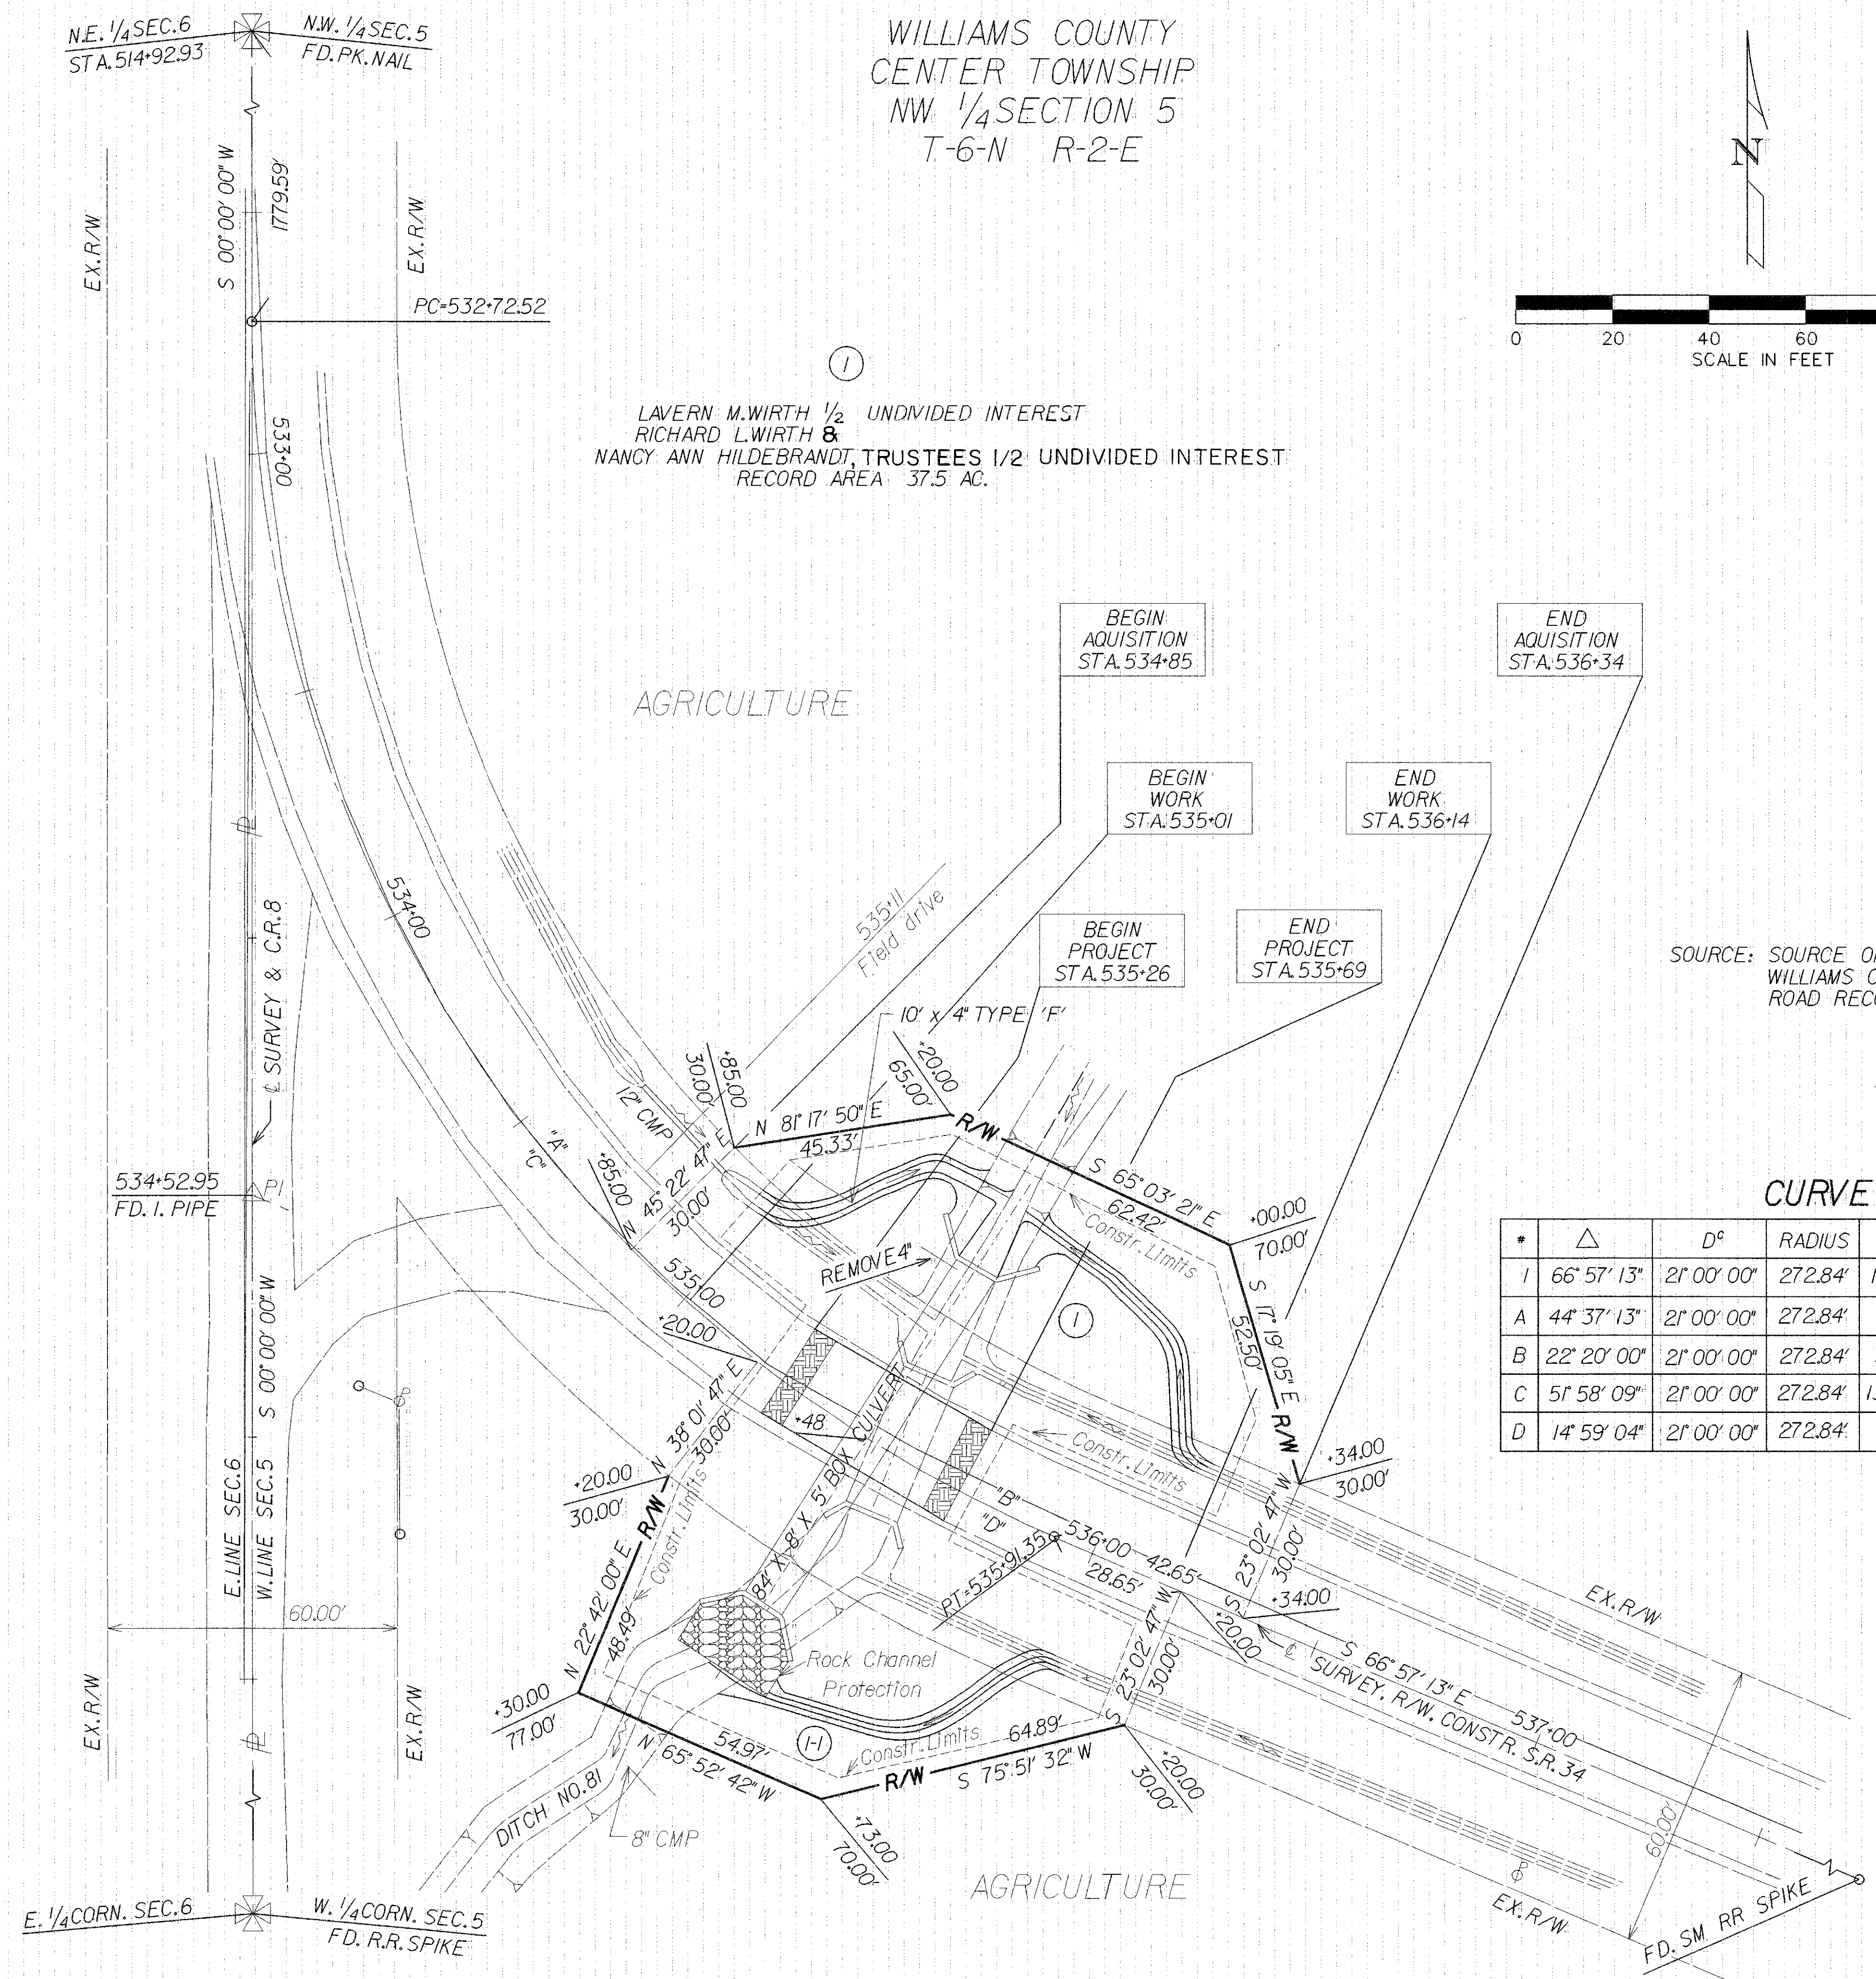 WILLIAMS COUNTY
CENTER TOWNSHIP
NW 1/4 SECTION 5
T-6-N R-2-E
N.E. 1/4 SEC.6
STA.514+92.93
N.W. 1/4 SEC.5
FD.PK.NAIL
N
0 20 40 60
SCALE IN FEET
EX.R/W
S 00° 00' 00" W
1779.59'
EX.R/W
PC=532+72.52
1
LAVERN M.WIRTH 1/2 UNDIVIDED INTEREST
RICHARD L.WIRTH &
NANCY ANN HILDEBRANDT, TRUSTEES 1/2 UNDIVIDED INTEREST
RECORD AREA 37.5 AC.
533+00
BEGIN
AQUISITION
STA.534+85
END
AQUISITION
STA.536+34
AGRICULTURE
BEGIN
WORK
STA.535+01
END
WORK
STA.536+14
BEGIN
PROJECT
STA.535+26
END
PROJECT
STA.535+69
534+00
535+11
Field drive
SOURCE: SOURCE
WILLIAMS
ROAD
℄ SURVEY & C.R.8
10' x 4" TYPE 'F'
12" CMP
+85.00
30.00'
+20.00
65.00'
N 81° 17' 50" E
45.33'
R/W
S 65° 03' 21" E
62.42'
Constr. Limits
+00.00
70.00'
"A"
"C"
+85.00
N 45° 22' 47" E
30.00'
534+52.95
FD. I. PIPE
P.I.
REMOVE 4"
535+00
+20.00
1
S 17° 19' 05" E
52.50'
R/W
CURVE
# △ Dᶜ RADIUS
1 66° 57' 13" 21° 00' 00" 272.84'
A 44° 37' 13" 21° 00' 00" 272.84'
B 22° 20' 00" 21° 00' 00" 272.84'
C 51° 58' 09" 21° 00' 00" 272.84'
D 14° 59' 04" 21° 00' 00" 272.84'
S 00° 00' 00" W
N 38° 01' 47" E
30.00'
+48
84' X 8' X 5' BOX CULVERT
Constr. Limits
+34.00
30.00'
+20.00
30.00'
R/W
Constr. Limits
E.LINE SEC.6
W.LINE SEC.5
"B"
"D"
PT=535+91.35
536+00
42.65'
28.65'
S 23° 02' 47" W
30.00'
+34.00
+20.00
S 23° 02' 47" W
30.00'
EX.R/W
60.00'
N 22° 42' 00" E
48.49'
Rock Channel
Protection
℄ SURVEY, R/W, CONSTR. S.R. 34
S 66° 57' 13" E
537+00
EX.R/W
EX.R/W
+30.00
77.00'
54.97'
N 65° 52' 42" W
1-1
Constr. Limits
64.89'
R/W
S 75° 51' 32" W
+20.00
30.00'
+73.00
70.00'
DITCH NO.81
8" CMP
60.00'
AGRICULTURE
EX.R/W
E. 1/4 CORN. SEC.6
W. 1/4 CORN. SEC.5
FD. R.R. SPIKE
FD. SM RR SPIKE